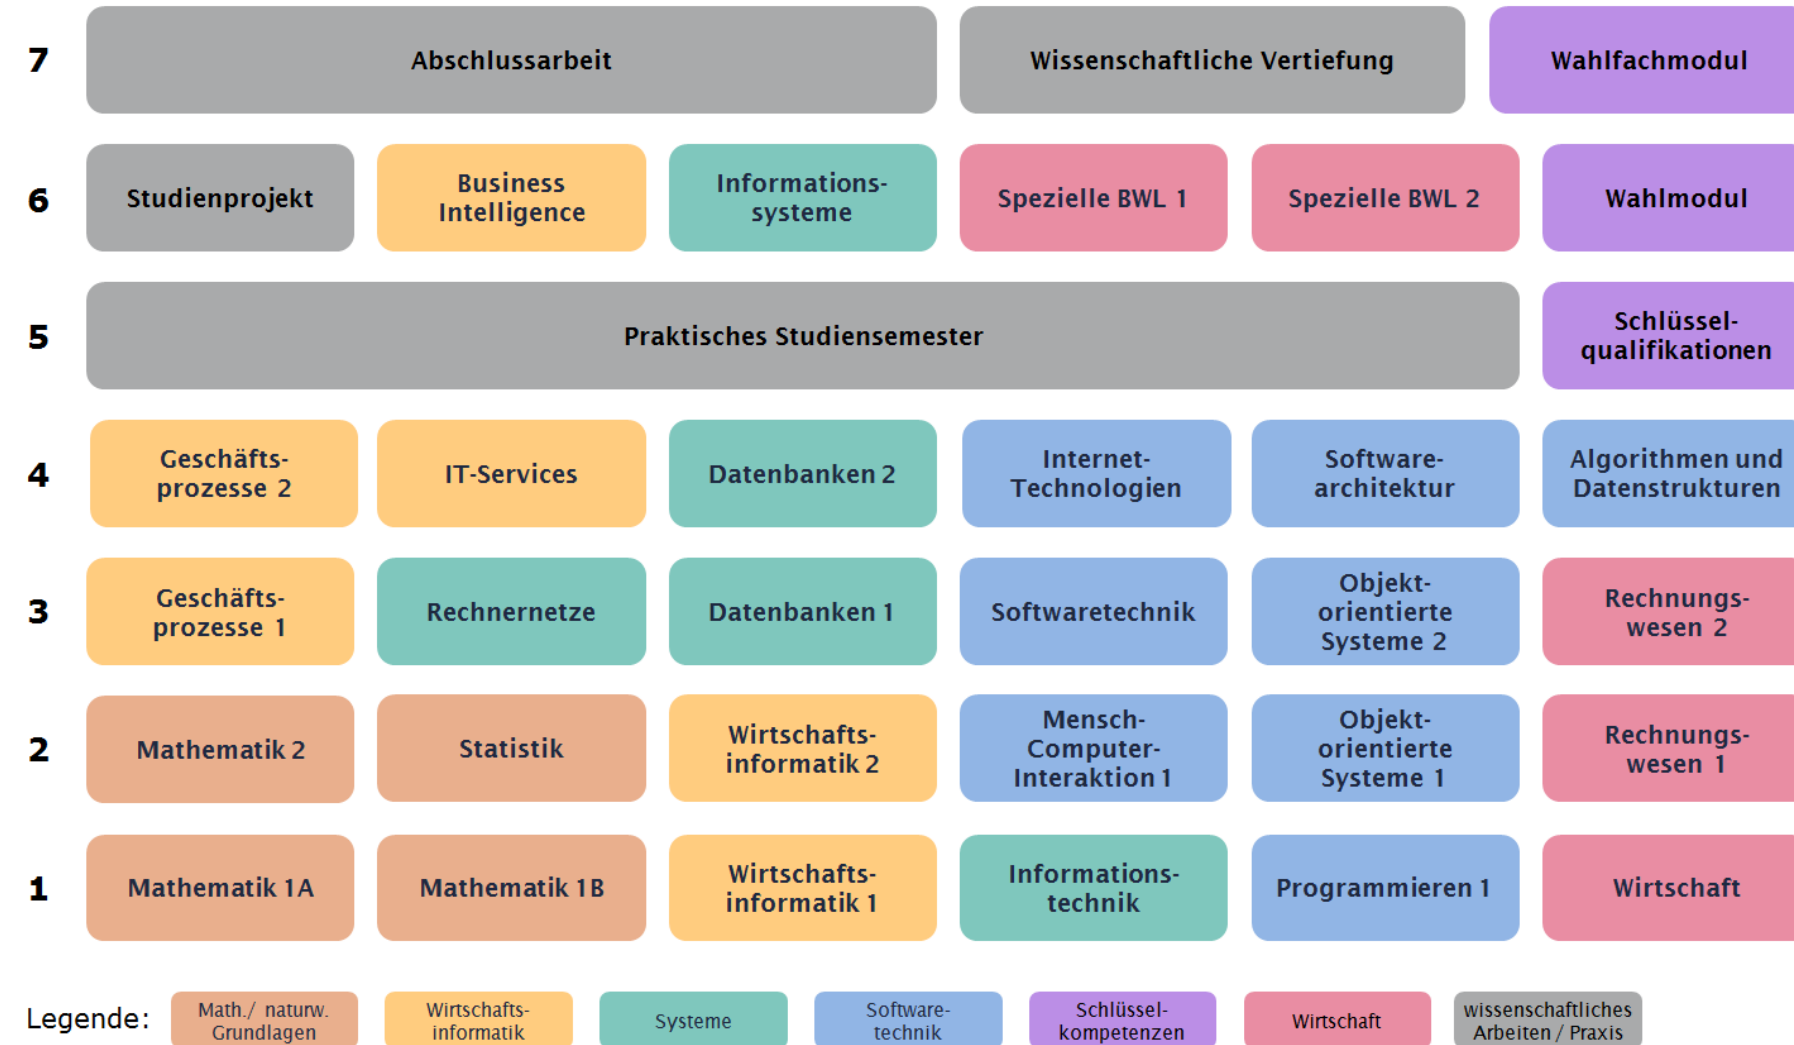 7
Abschlussarbeit
Wissenschaftliche Vertiefung
Wahlfachmodul
6
Studienprojekt
Business
Intelligence
Informations-
systeme
Spezielle BWL 1
Spezielle BWL 2
Wahlmodul
5
Praktisches Studiensemester
Schlüssel-
qualifikationen
4
Geschäfts-
prozesse 2
IT-Services
Datenbanken 2
Internet-
Technologien
Software-
architektur
Algorithmen und
Datenstrukturen
3
Geschäfts-
prozesse 1
Rechnernetze
Datenbanken 1
Softwaretechnik
Objekt-
orientierte
Systeme 2
Rechnungs-
wesen 2
2
Mathematik 2
Statistik
Wirtschafts-
informatik 2
Mensch-
Computer-
Interaktion 1
Objekt-
orientierte
Systeme 1
Rechnungs-
wesen 1
1
Mathematik 1A
Mathematik 1B
Wirtschafts-
informatik 1
Informations-
technik
Programmieren 1
Wirtschaft
Legende:
Math./ naturw.
Grundlagen
Wirtschafts-
informatik
Systeme
Software-
technik
Schlüssel-
kompetenzen
Wirtschaft
wissenschaftliches
Arbeiten / Praxis